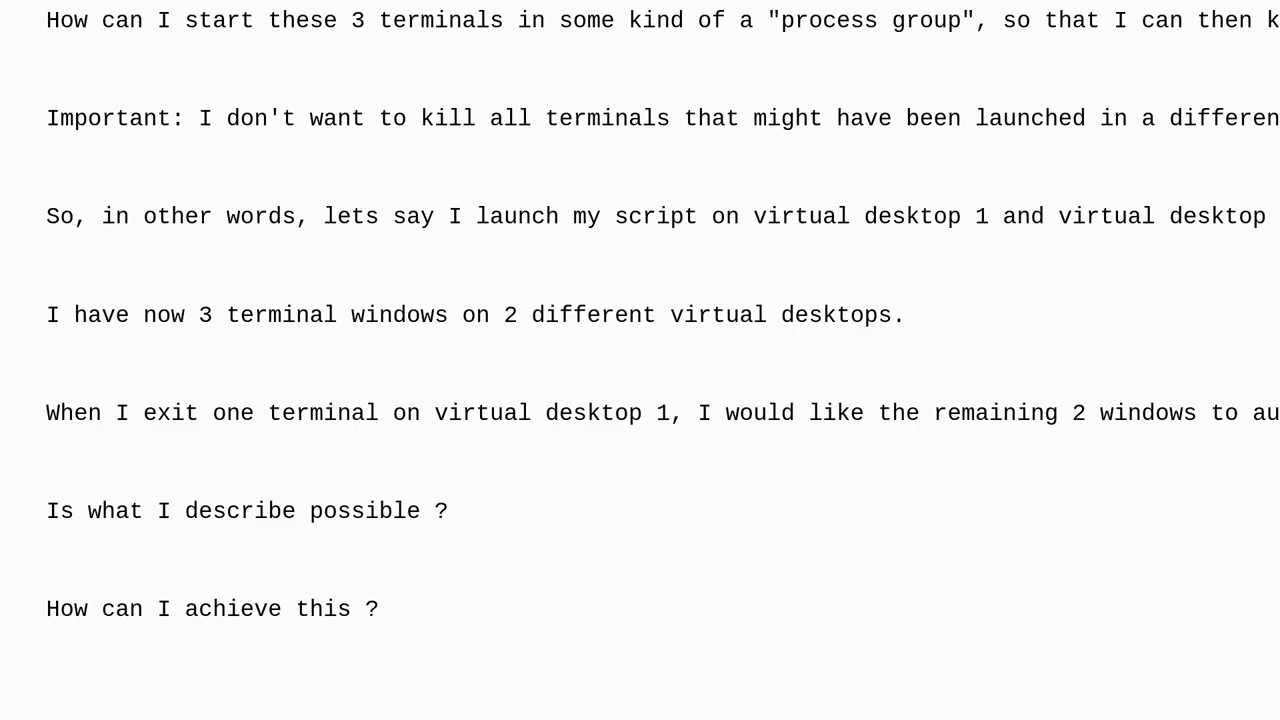 How can I start these 3 terminals in some kind of a "process group", so that I can then
Important: I don't want to kill all terminals that might have been launched in a
So, in other words, lets say I launch my script on virtual desktop 1 and virtual desktop
I have now 3 terminal windows on 2 different virtual desktops.
When I exit one terminal on virtual desktop 1, I would like the remaining 2 windows to
Is what I describe possible ?
How can I achieve this ?